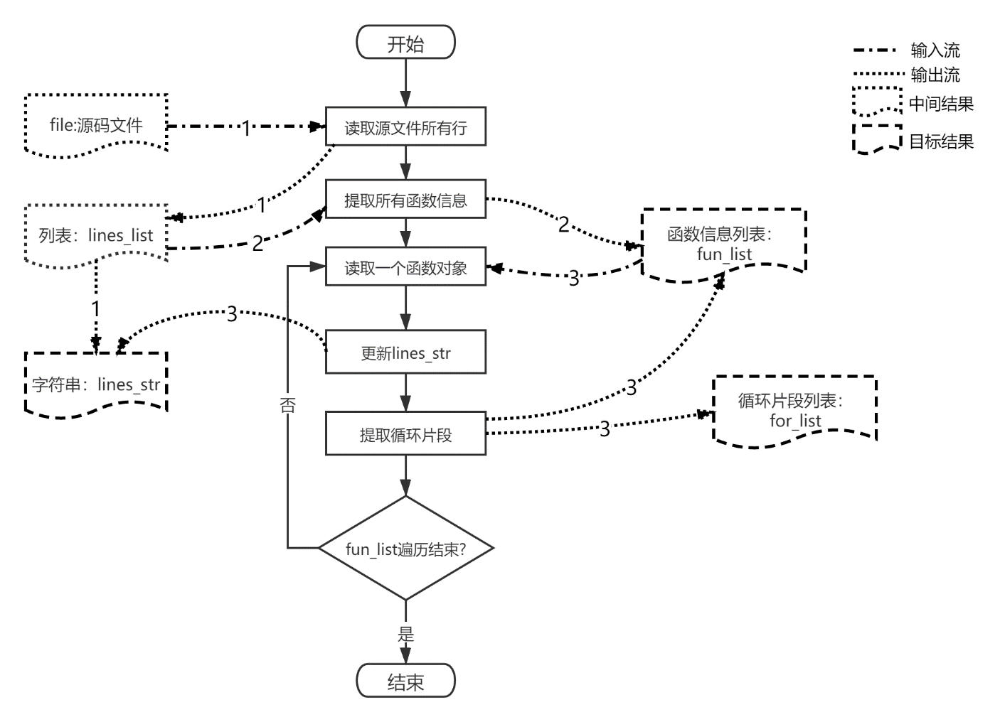 开始
输入流
输出流
中间结果
目标结果
file:源码文件
1
读取源文件所有行
1
提取所有函数信息
列表：lines_list
2
2
函数信息列表：
fun_list
读取一个函数对象
3
1
3
更新lines_str
字符串：lines_str
3
否
循环片段列表：
for_list
3
提取循环片段
fun_list遍历结束?
是
结束